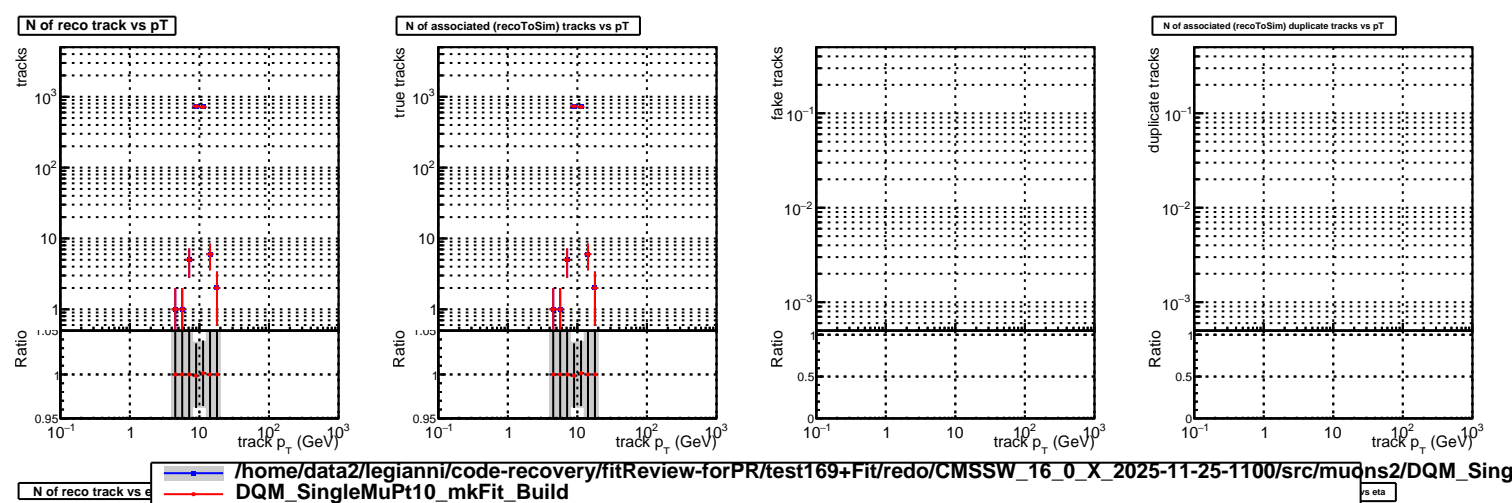 N of reco track vs pT
tracks
10³
10²
10
1
Ratio
1.05
1
0.95
10⁻¹ 1 10 10² 10³
track p_T (GeV)
N of associated (recoToSim) tracks vs pT
true tracks
10³
10²
10
1
Ratio
1.05
1
0.95
10⁻¹ 1 10 10² 10³
track p_T (GeV)
fake tracks
10⁻¹
10⁻²
10⁻³
Ratio
1
0.5
0
10⁻¹ 1 10 10² 10³
track p_T (GeV)
N of associated (recoToSim) duplicate tracks vs pT
duplicate tracks
10⁻¹
10⁻²
10⁻³
Ratio
1
0.5
0
10⁻¹ 1 10 10² 10³
track p_T (GeV)
/home/data2/legianni/code-recovery/fitReview-forPR/test169+Fit/redo/CMSSW_16_0_X_2025-11-25-1100/src/muons2/DQM_Sing
DQM_SingleMuPt10_mkFit_Build
N of reco track vs e
vs eta